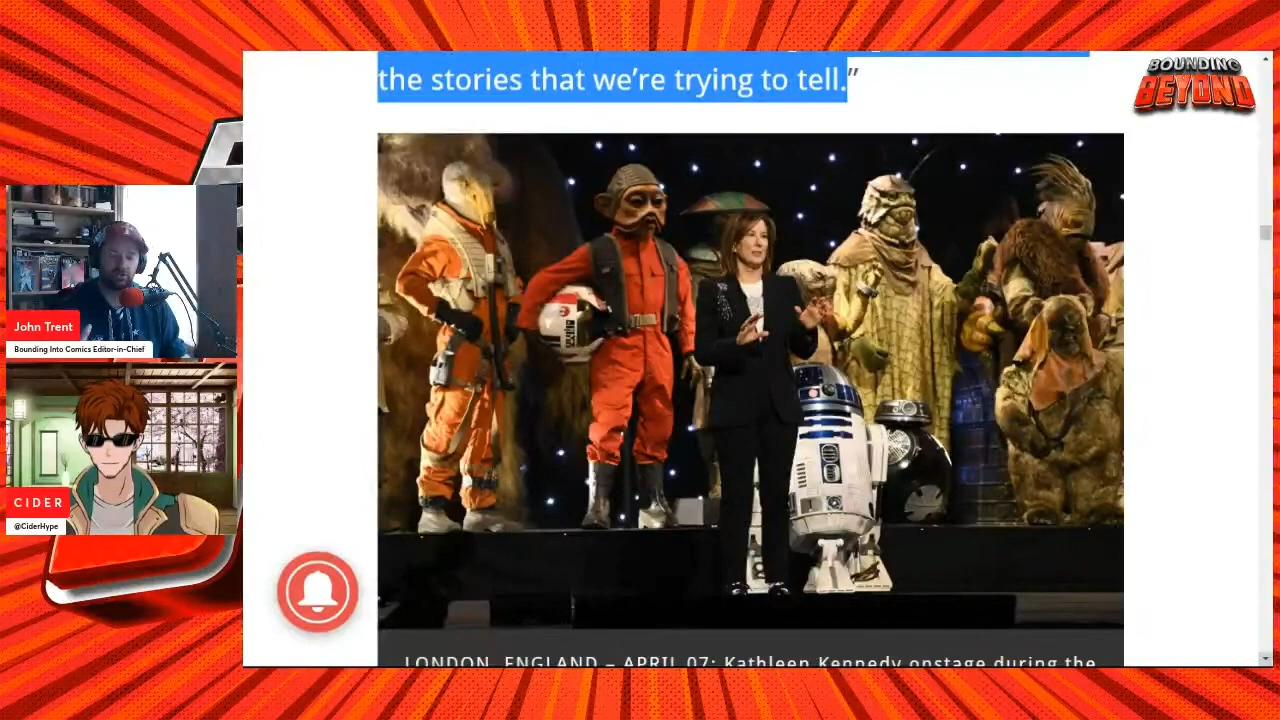 the stories that we’re trying to tell.”
BOUNDING
BEYOND
John Trent
Bounding Into Comics Editor-in-Chief
CIDER
@CiderHype
LONDON, ENGLAND – APRIL 07: Kathleen Kennedy onstage during the